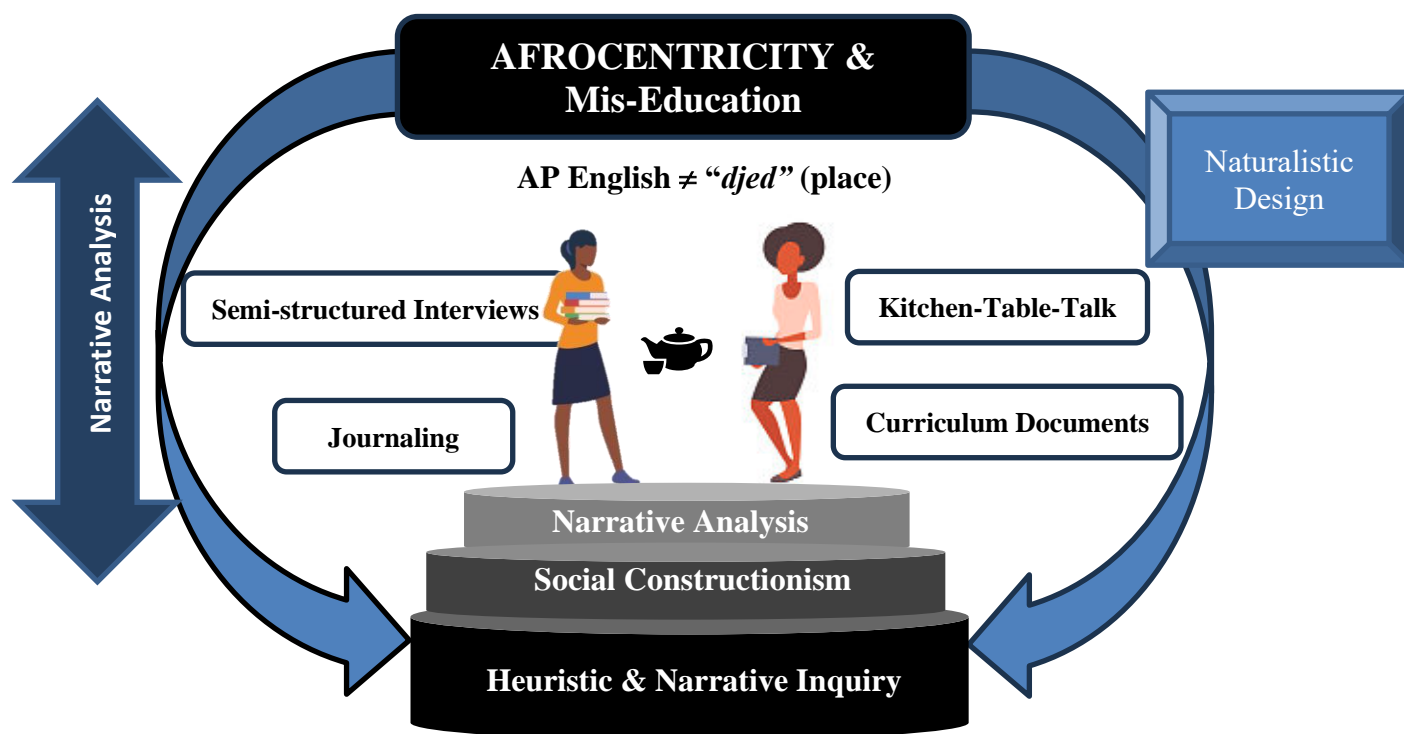 AFROCENTRICITY &
Mis-Education
AP English ≠ “djed” (place)
Naturalistic
Design
Narrative Analysis
Semi-structured Interviews
Kitchen-Table-Talk
Journaling
Curriculum Documents
Narrative Analysis
Social Constructionism
Heuristic & Narrative Inquiry